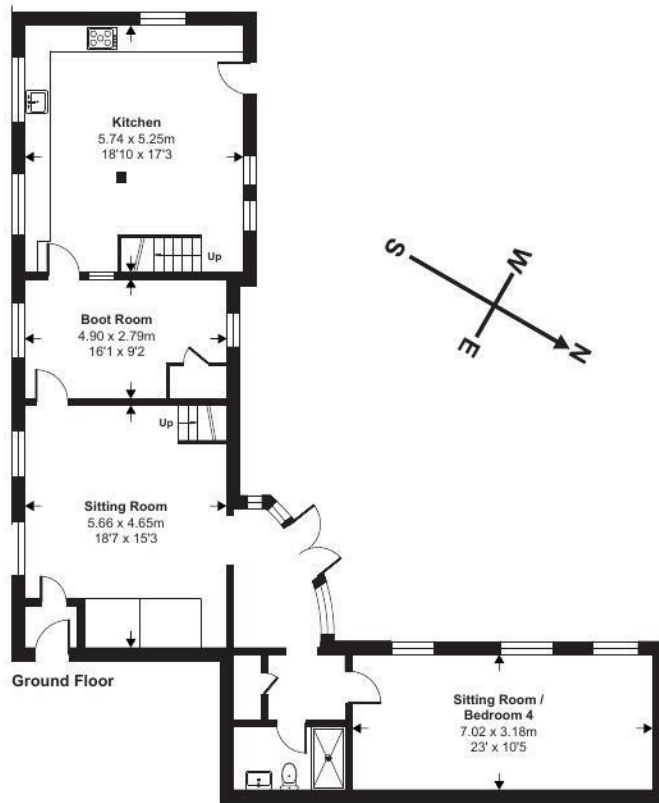 Kitchen
5.74 x 5.25m
18'10 x 17'3
Up
Boot Room
4.90 x 2.79m
16'1 x 9'2
Up
Sitting Room
5.66 x 4.65m
18'7 x 15'3
S
W
E
N
Ground Floor
Sitting Room /
Bedroom 4
7.02 x 3.18m
23' x 10'5